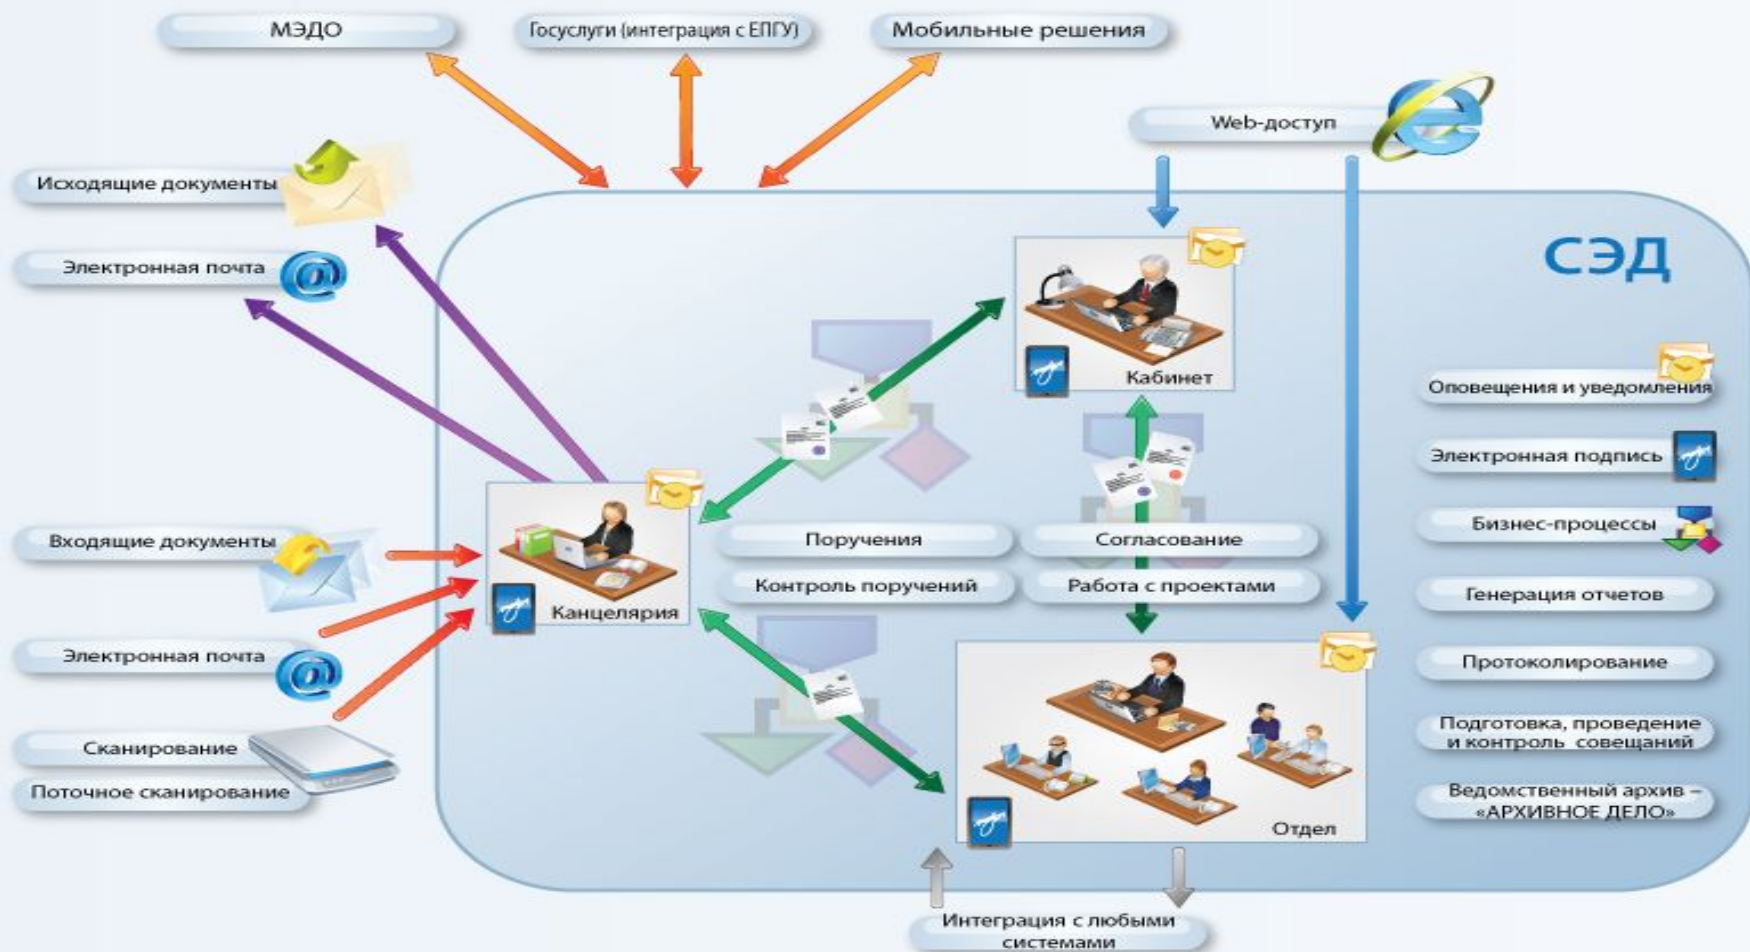 МЭДО
Госуслуги (интеграция с ЕПГУ)
Мобильные решения
Web-доступ
Исходящие документы
Электронная почта
СЭД
Кабинет
Оповещения и уведомления
Электронная подпись
Бизнес-процессы
Генерация отчетов
Протоколирование
Подготовка, проведение
и контроль совещаний
Ведомственный архив –
«АРХИВНОЕ ДЕЛО»
Входящие документы
Электронная почта
Сканирование
Поточное сканирование
Канцелярия
Поручения
Согласование
Контроль поручений
Работа с проектами
Отдел
Интеграция с любыми
системами